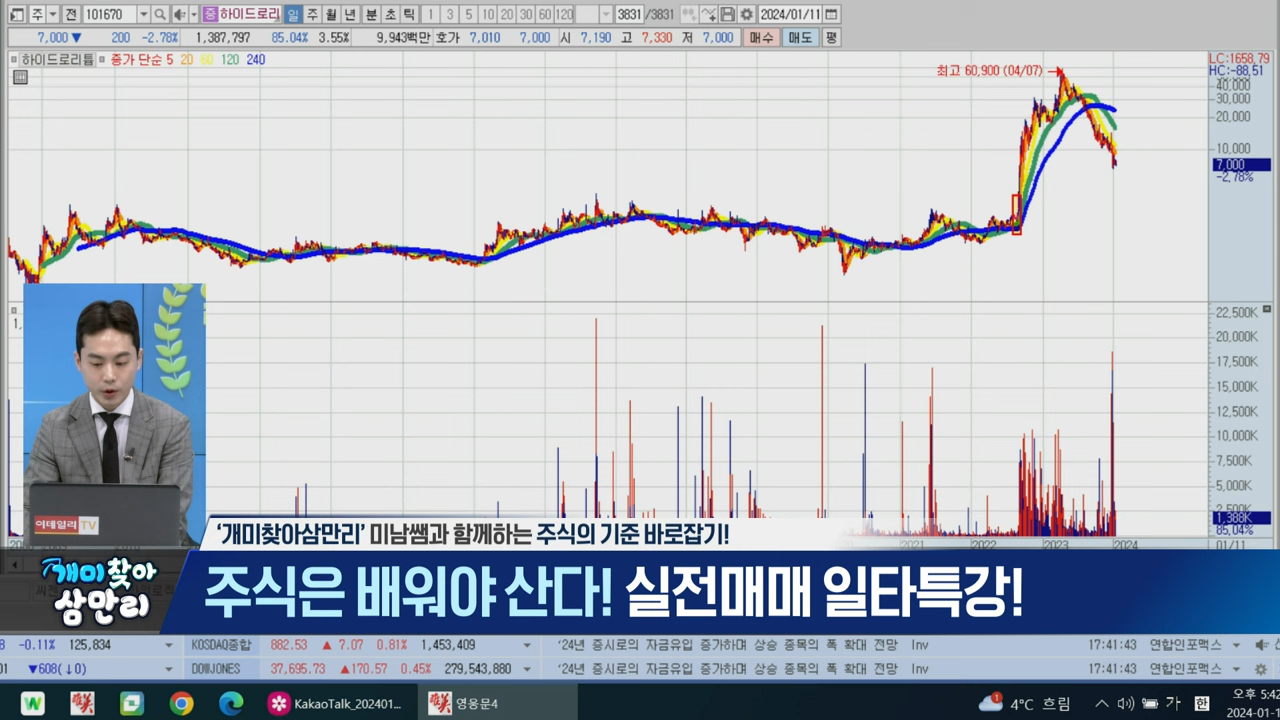 주 전 101670 증 하이드로리 일 주 월 년 분 초 틱 1 3 5 10 20 30 60 120 3831 /3831 2024/01/11
7,000 ▼ 200 -2.78% 1,387,797 85.04% 3.55% 9,943백만 호가 7,010 7,000 시 7,190 고 7,330 저 7,000 매수 매도 평
하이드로리튬 종가 단순 5 20 60 120 240
LC:1658,79
HC:-88,51
최고 60,900 (04/07)
40,000
30,000
20,000
10,000
7,000
-2,78%
22,500K
20,000K
17,500K
15,000K
12,500K
10,000K
7,500K
5,000K
1,388K
85,04%
2021 2022 2023 2024 01/11
이데일리 TV
'개미찾아삼만리' 미남쌤과 함께하는 주식의 기준 바로잡기!
개미찾아
삼만리
주식은 배워야 산다! 실전매매 일타특강!
8 -0.11% 125,834 KOSDAQ종합 882.53 ▲ 7.07 0.81% 1,453,409 '24년 증시로의 자금유입 증가하며 상승 종목의 폭 확대 전망 Inv 17:41:43 연합인포맥스
01 ▼608(↓0) DOWJONES 37,695.73 ▲170.57 0.45% 279,543,880 '24년 증시로의 자금유입 증가하며 상승 종목의 폭 확대 전망 Inv 17:41:43 연합인포맥스
KakaoTalk_202401... 영웅문4 4°C 흐림 가 한 오후 5:42
2024-01-1